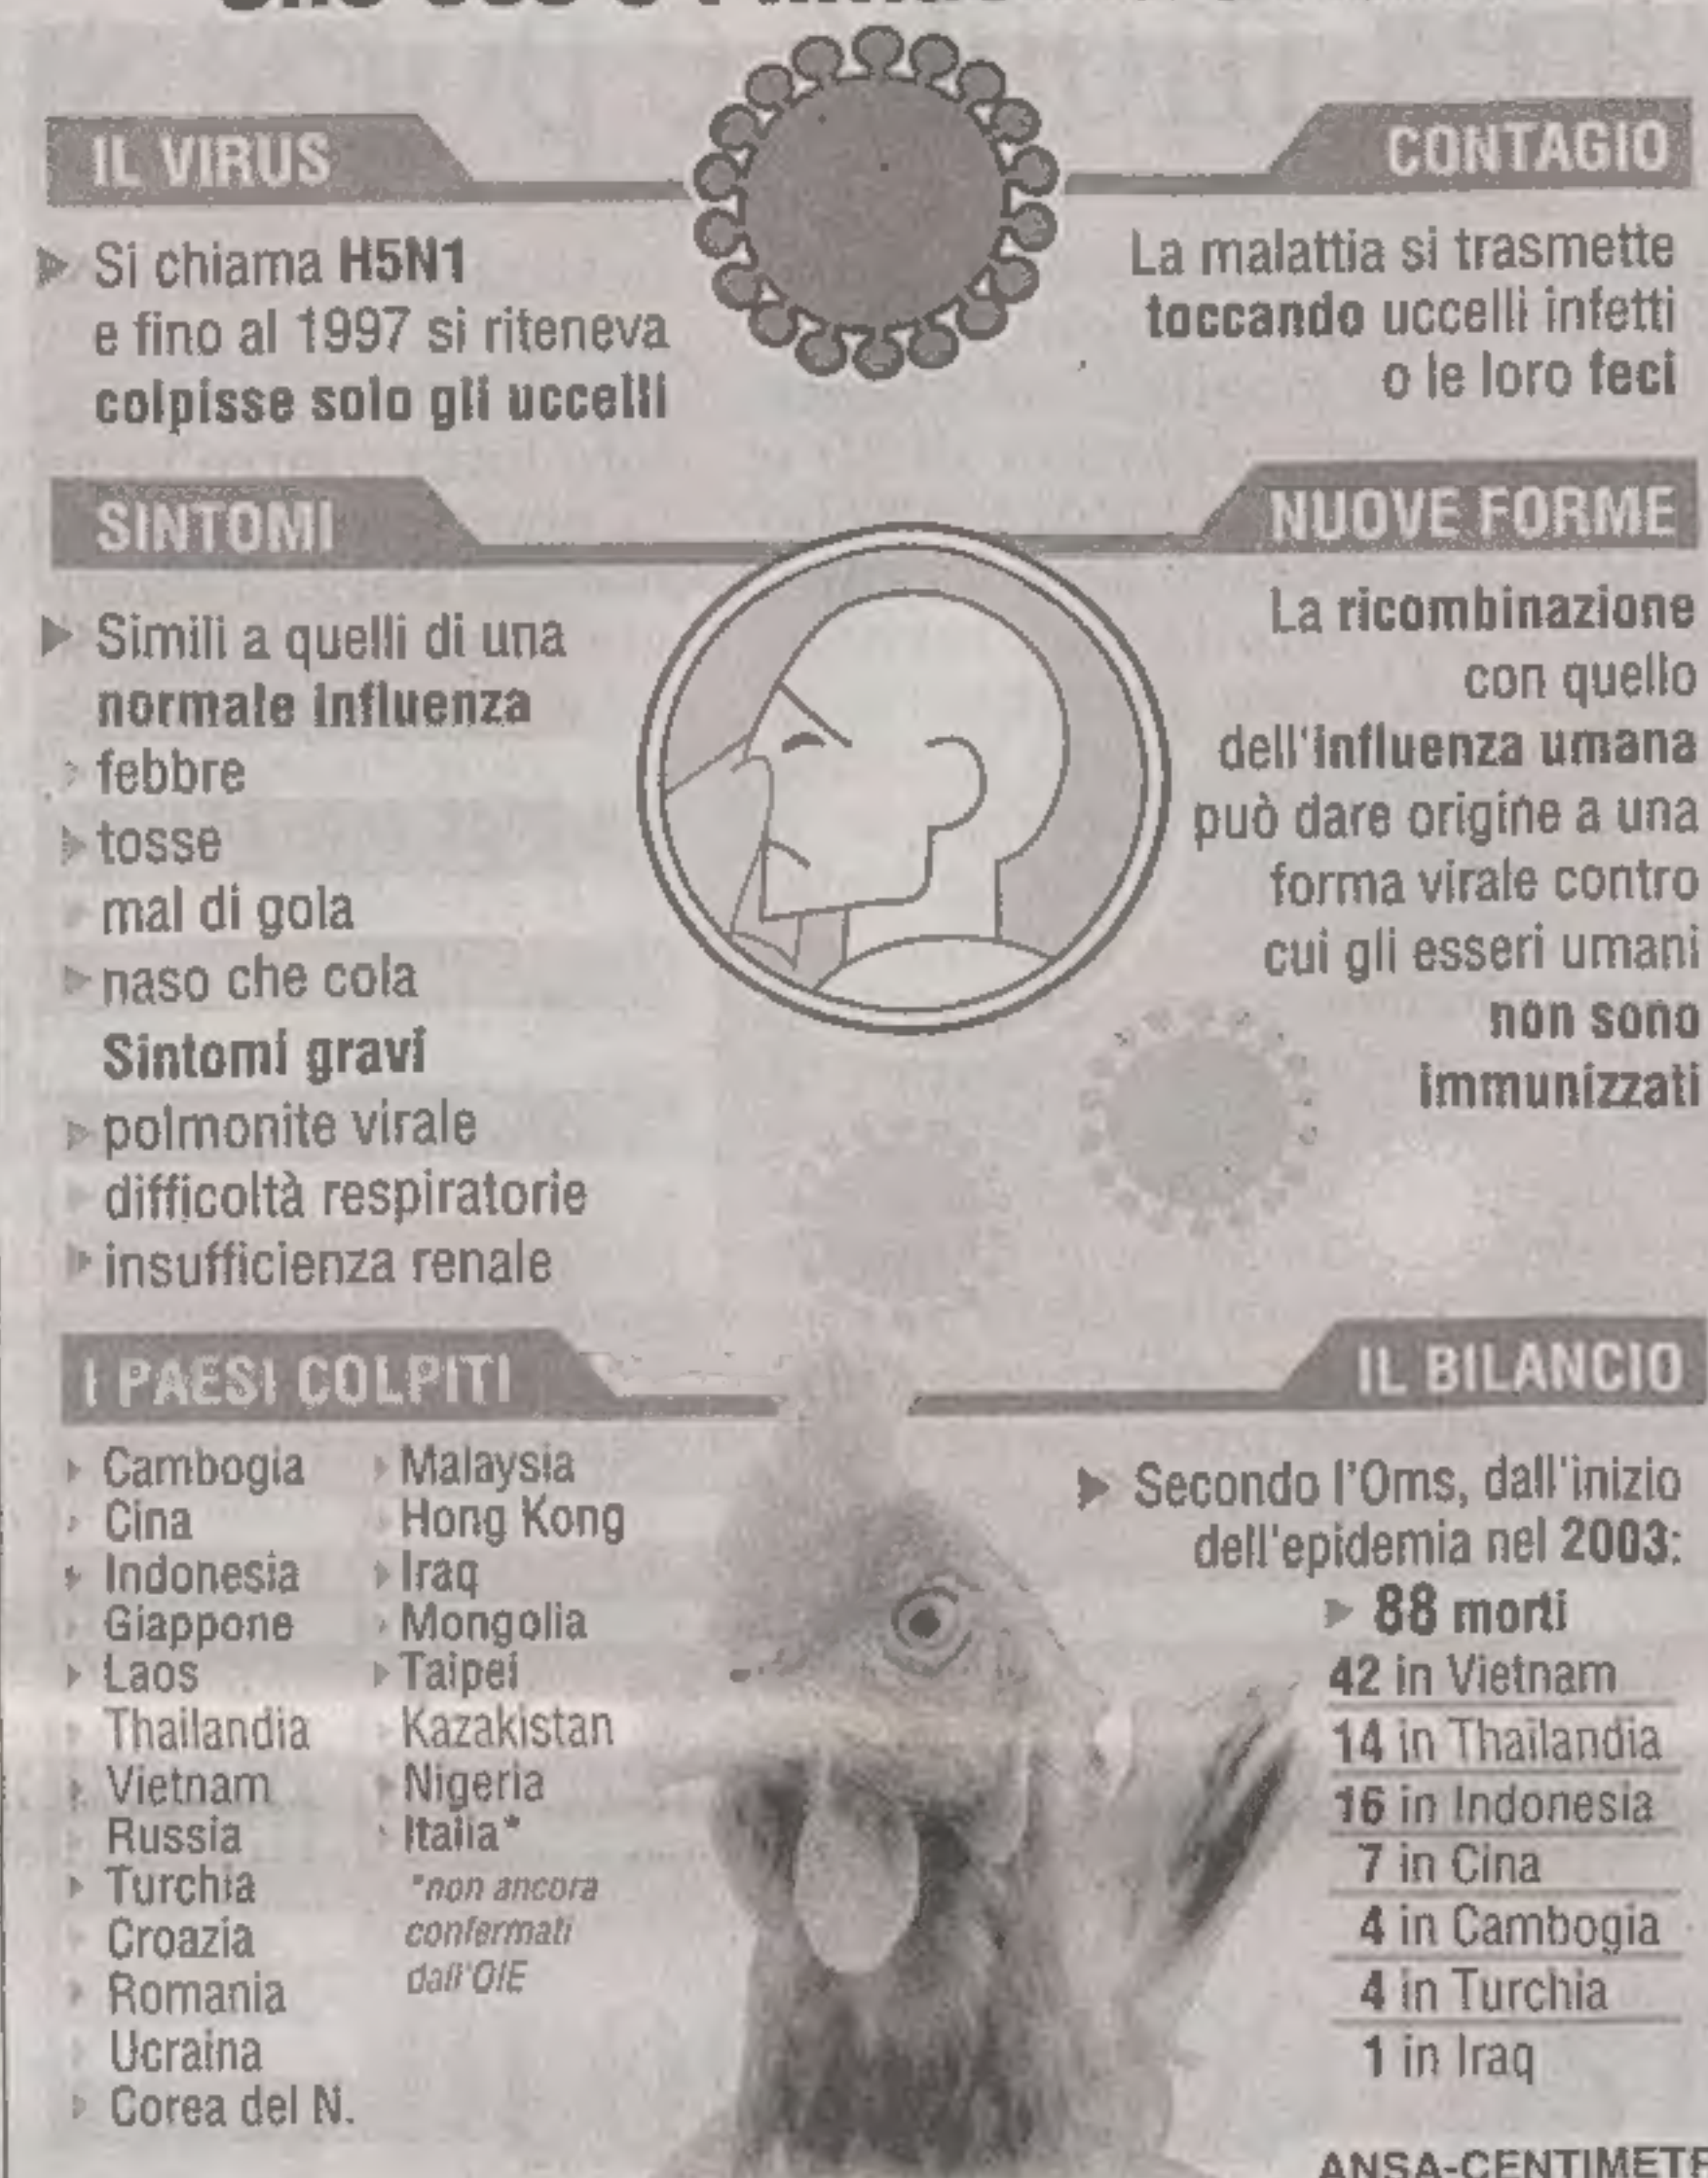 IL VIRUS
Si chiama H5N1
e fino al 1997 si riteneva
colpisse solo gli uccelli
CONTAGIO
La malattia si trasmette
toccando uccelli infetti
o le loro feci
SINTOMI
Simili a quelli di una
normale influenza
febbre
tosse
mal di gola
naso che cola
Sintomi gravi
polmonite virale
difficoltà respiratorie
insufficienza renale
NUOVE FORME
La ricombinazione
con quello
dell'influenza umana
può dare origine a una
forma virale contro
cui gli esseri umani
non sono
immunizzati
I PAESI COLPITI
Cambogia
Cina
Indonesia
Giappone
Laos
Thailandia
Vietnam
Russia
Turchia
Croazia
Romania
Ucraina
Corea del N.
Malaysia
Hong Kong
Iraq
Mongolia
Taipei
Kazakistan
Nigeria
Italia*
*non ancora
confermati
dall'OIE
IL BILANCIO
Secondo l'Oms, dall'inizio
dell'epidemia nel 2003:
88 morti
42 in Vietnam
14 in Thailandia
16 in Indonesia
7 in Cina
4 in Cambogia
4 in Turchia
1 in Iraq
ANSA-CENTIMETR